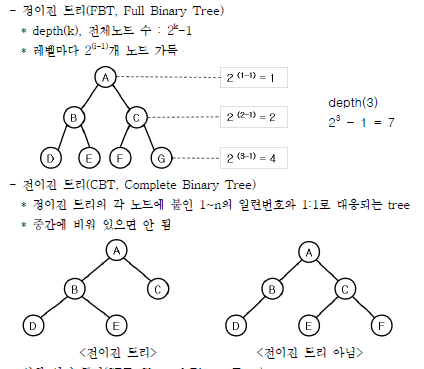 - 정이진 트리(FBT, Full Binary Tree)
* depth(k), 전체노드 수 : 2^k-1
* 레벨마다 2^(i-1)개 노드 가득
A
2 (1-1) = 1
B
C
2 (2-1) = 2
depth(3)
2^3 - 1 = 7
D
E
F
G
2 (3-1) = 4
- 전이진 트리(CBT, Complete Binary Tree)
* 정이진 트리의 각 노드에 붙인 1~n의 일련번호와 1:1로 대응되는 tree
* 중간에 비워 있으면 안 됨
A
B
C
D
E
<전이진 트리>
A
B
C
D
E
F
<전이진 트리 아님>